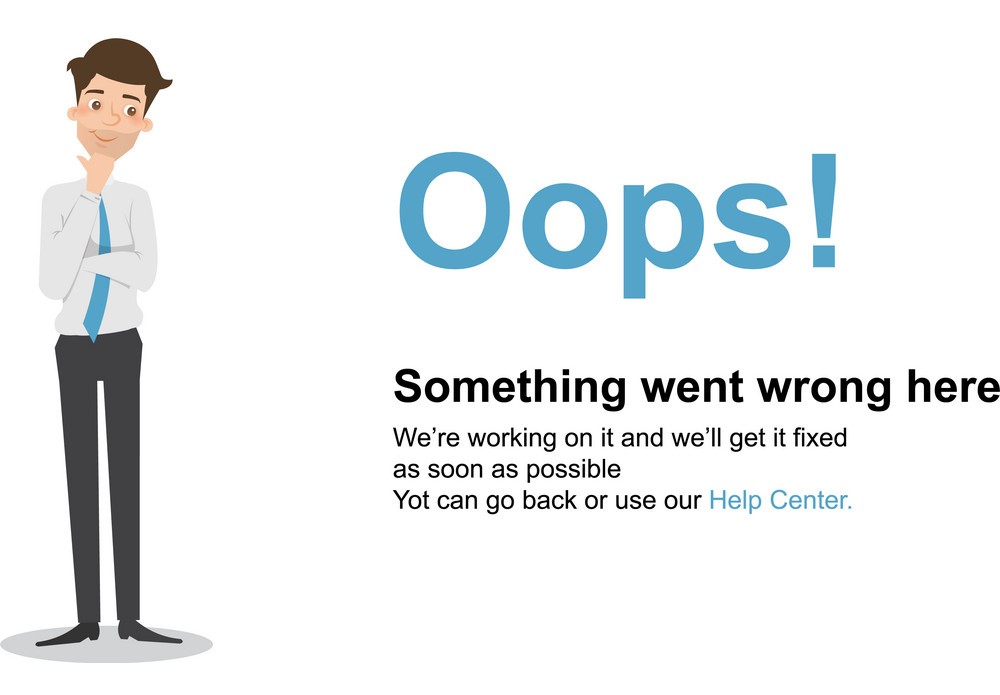 Oops!
Something went wrong here
We’re working on it and we’ll get it fixed
as soon as possible
Yot can go back or use our Help Center.